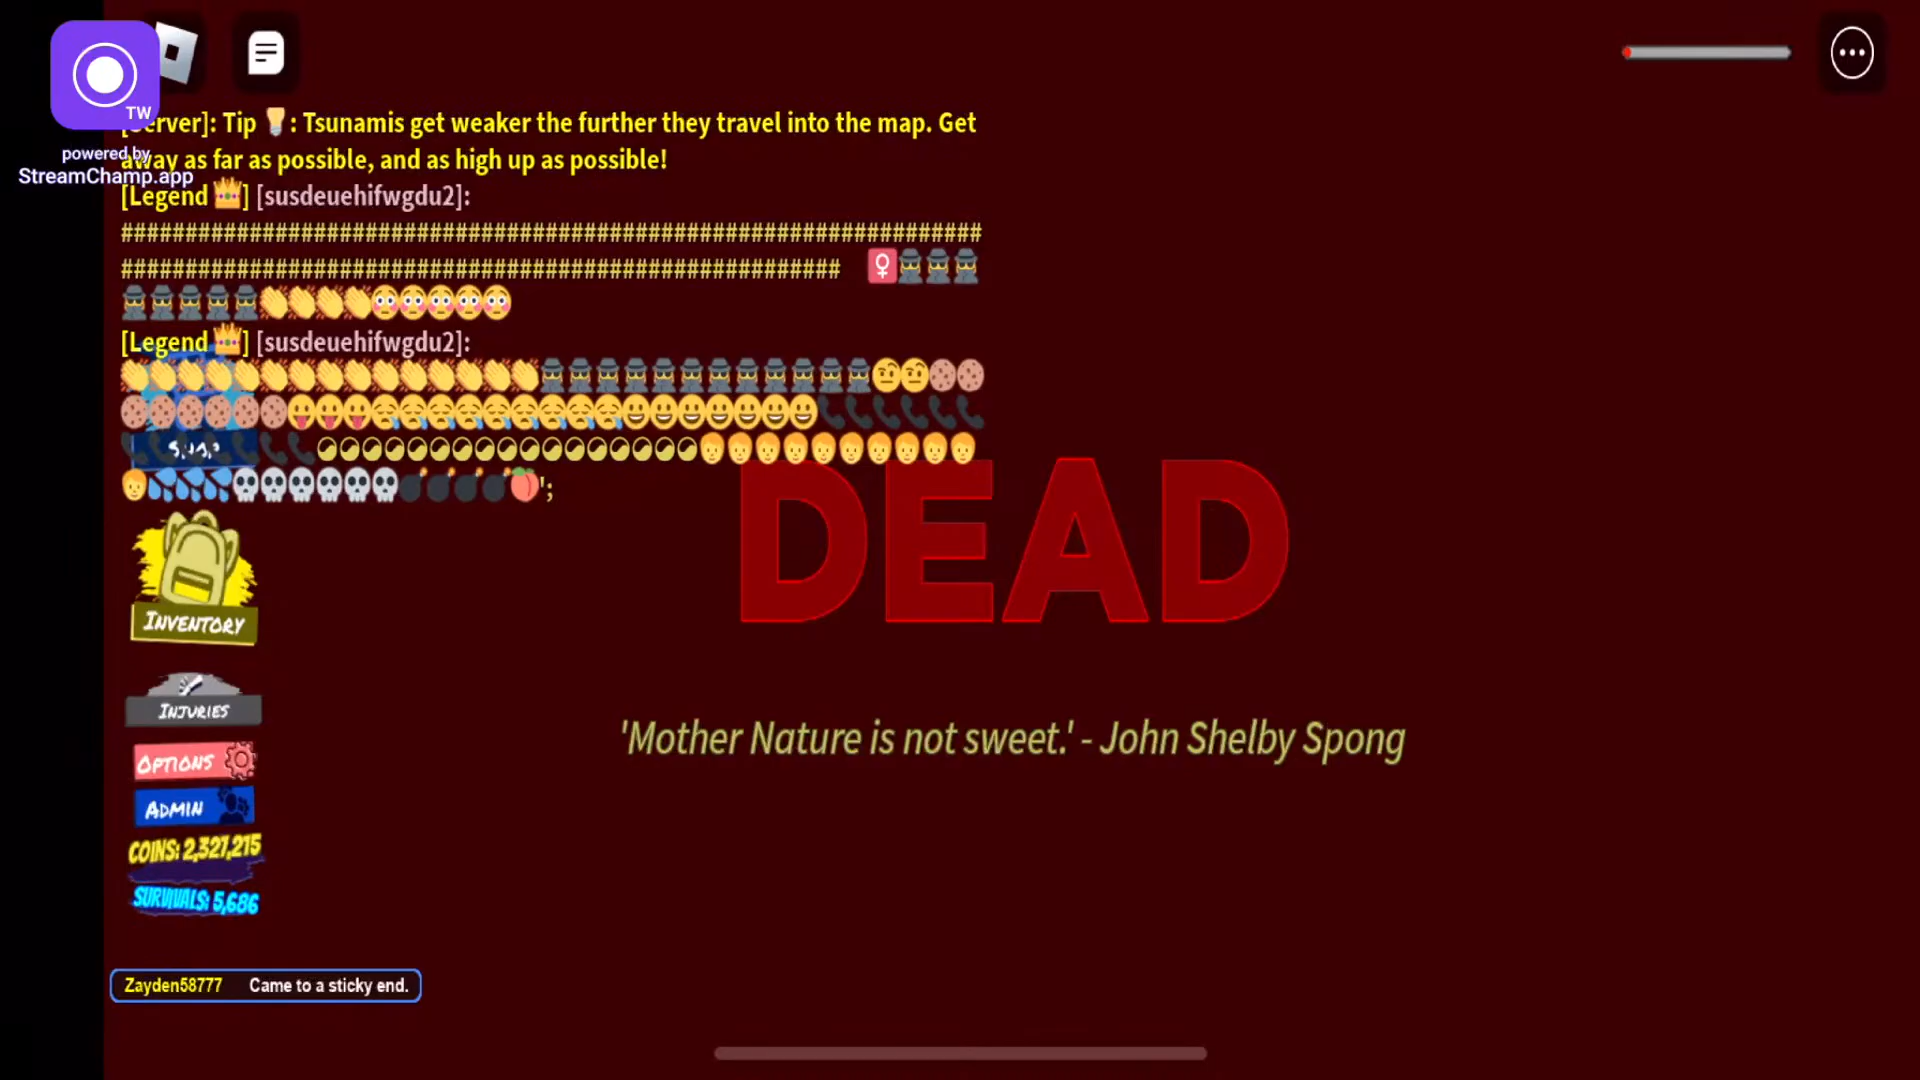 TW
powered by
StreamChamp.app
[Server]: Tip 💡: Tsunamis get weaker the further they travel into the map. Get
away as far as possible, and as high up as possible!
[Legend 👑] [susdeuehifwgdu2]:
##############################################################################
################################################################# ♀
[Legend 👑] [susdeuehifwgdu2]:
';
SHOP
INVENTORY
INJURIES
OPTIONS
ADMIN
COINS: 2,327,215
SURVIVALS: 5,686
DEAD
'Mother Nature is not sweet.' - John Shelby Spong
Zayden58777 Came to a sticky end.